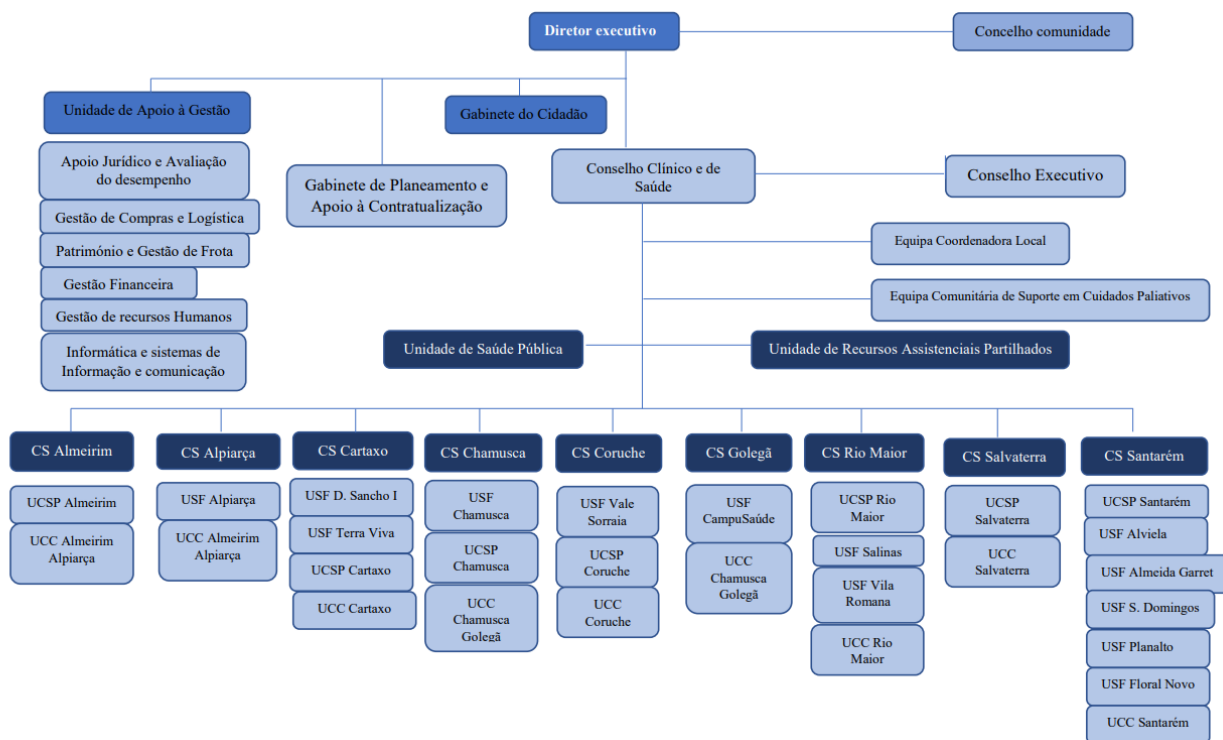 Diretor executivo
Concelho comunidade
Unidade de Apoio à Gestão
Gabinete do Cidadão
Apoio Jurídico e Avaliação
do desempenho
Gestão de Compras e Logística
Património e Gestão de Frota
Gestão Financeira
Gestão de recursos Humanos
Informática e sistemas de
Informação e comunicação
Gabinete de Planeamento e
Apoio à Contratualização
Conselho Clínico e de
Saúde
Conselho Executivo
Equipa Coordenadora Local
Equipa Comunitária de Suporte em Cuidados Paliativos
Unidade de Saúde Pública
Unidade de Recursos Assistenciais Partilhados
CS Almeirim
UCSP Almeirim
UCC Almeirim
Alpiarça
CS Alpiarça
USF Alpiarça
UCC Almeirim
Alpiarça
CS Cartaxo
USF D. Sancho I
USF Terra Viva
UCSP Cartaxo
UCC Cartaxo
CS Chamusca
USF
Chamusca
UCSP
Chamusca
UCC
Chamusca
Golegã
CS Coruche
USF Vale
Sorraia
UCSP
Coruche
UCC
Coruche
CS Golegã
USF
CampuSaúde
UCC
Chamusca
Golegã
CS Rio Maior
UCSP Rio
Maior
USF Salinas
USF Vila
Romana
UCC Rio
Maior
CS Salvaterra
UCSP
Salvaterra
UCC
Salvaterra
CS Santarém
UCSP Santarém
USF Alviela
USF Almeida Garret
USF S. Domingos
USF Planalto
USF Floral Novo
UCC Santarém